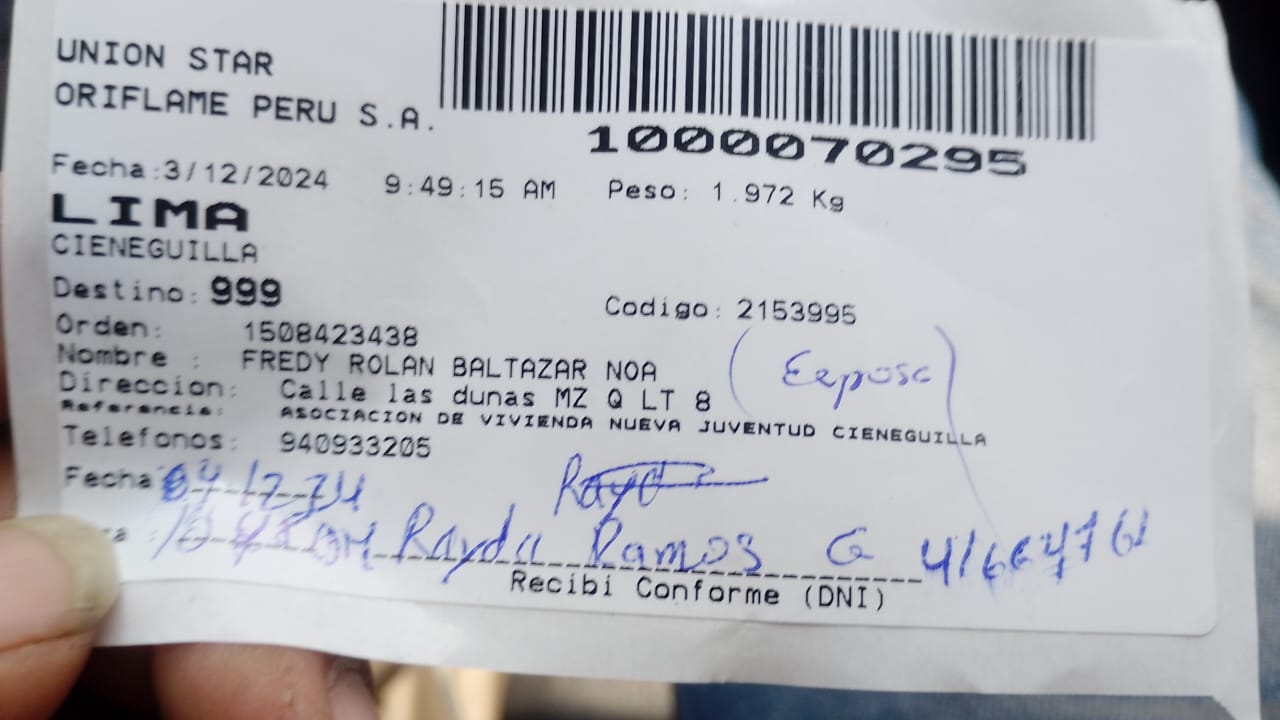 UNION STAR
ORIFLAME PERU S.A.
1000070295
Fecha:3/12/2024 9:49:15 AM Peso: 1.972 Kg
LIMA
CIENEGUILLA
Destino: 999 Codigo: 2153995
Orden: 1508423438
Nombre : FREDY ROLAN BALTAZAR NOA (Esposa)
Direccion: Calle las dunas MZ Q LT 8
Referencia: ASOCIACION DE VIVIENDA NUEVA JUVENTUD CIENEGUILLA
Telefonos: 940933205
Fecha
Rayda Ramos G
Recibi Conforme (DNI)